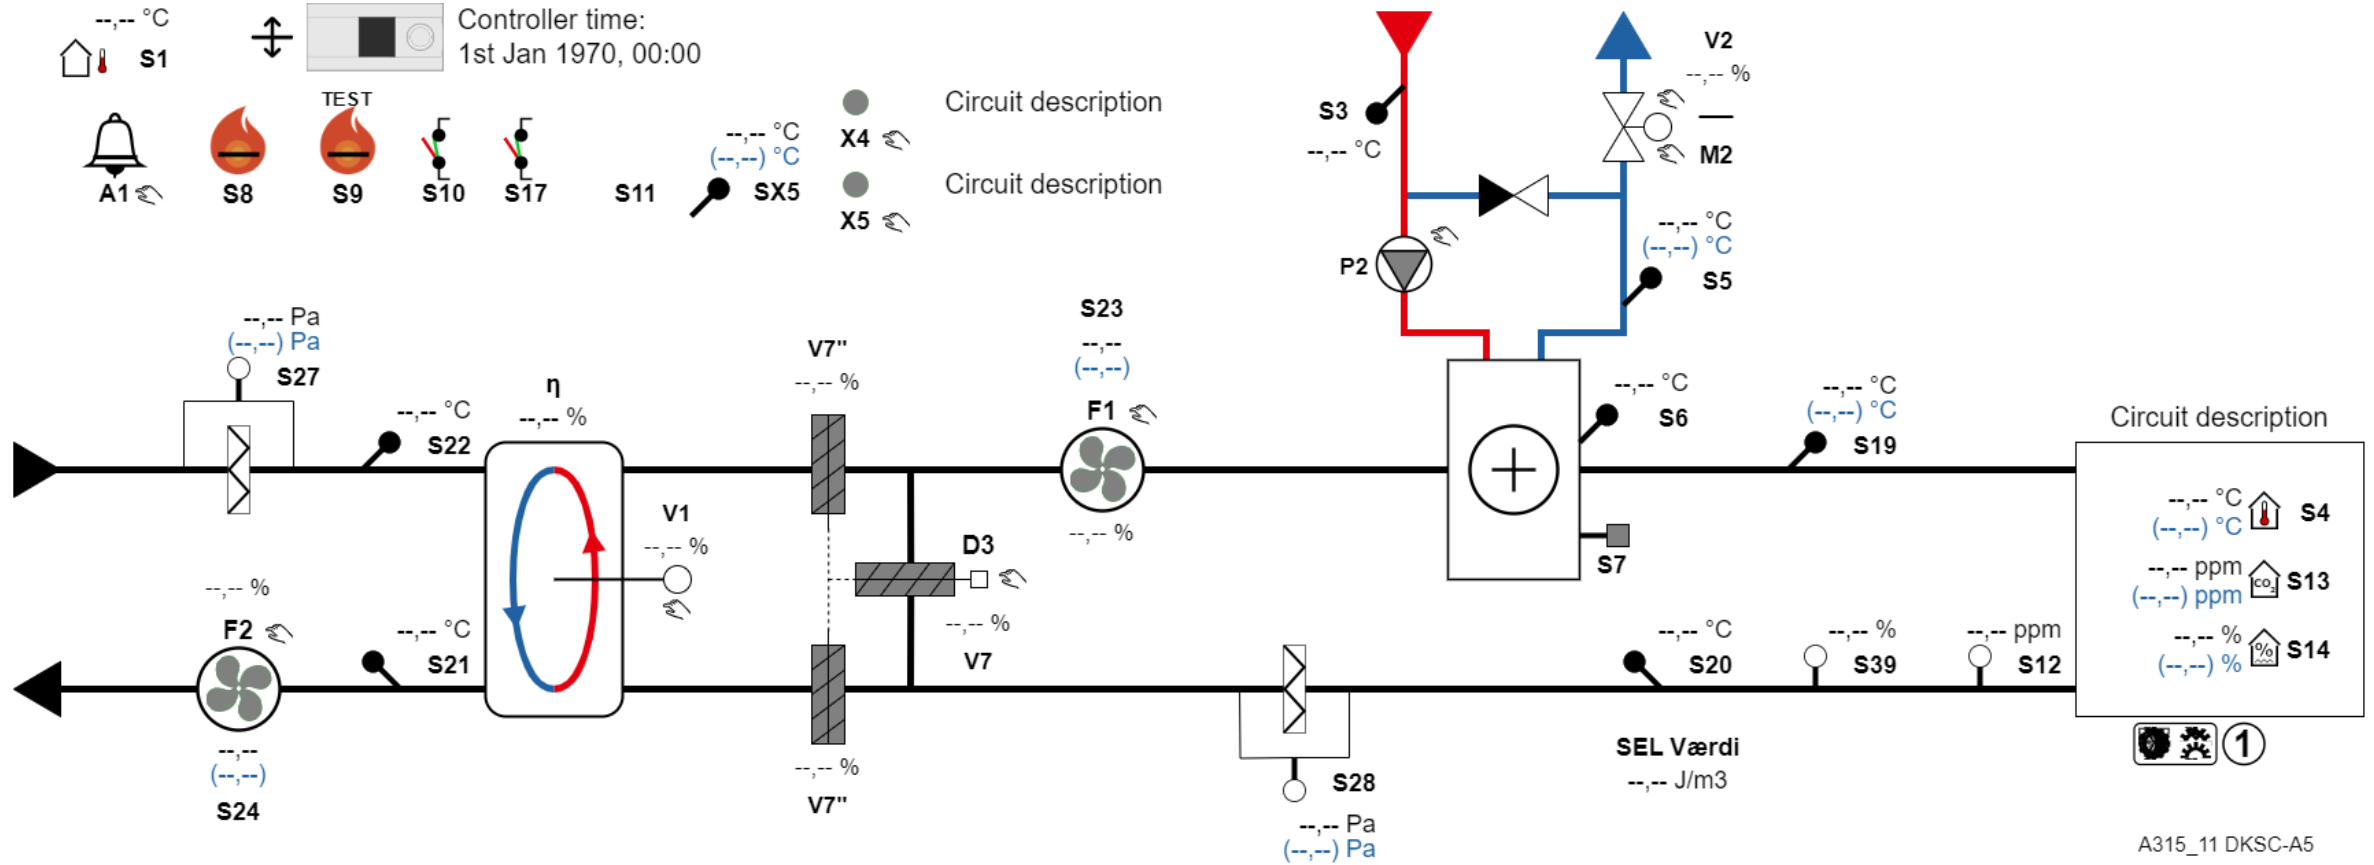 --,-- °C
S1
Controller time:
1st Jan 1970, 00:00
TEST
A1
S8
S9
S10
S17
S11
--,-- °C
(--,--) °C
SX5
X4
Circuit description
X5
Circuit description
S3
--,-- °C
V2
--,-- %
M2
P2
--,-- °C
(--,--) °C
S5
--,-- Pa
(--,--) Pa
S27
--,-- °C
S22
η
--,-- %
V7"
--,-- %
S23
--,--
(--,--)
F1
--,-- %
--,-- °C
S6
--,-- °C
(--,--) °C
S19
Circuit description
--,-- °C
(--,--) °C
S4
--,-- ppm
(--,--) ppm
CO2
S13
--,-- %
(--,--) %
%
S14
V1
--,-- %
D3
--,-- %
V7
S7
--,-- %
F2
--,--
(--,--)
S24
--,-- °C
S21
--,-- %
V7"
S28
--,-- Pa
(--,--) Pa
--,-- °C
S20
--,-- %
S39
--,-- ppm
S12
SEL Værdi
--,-- J/m3
1
A315_11 DKSC-A5